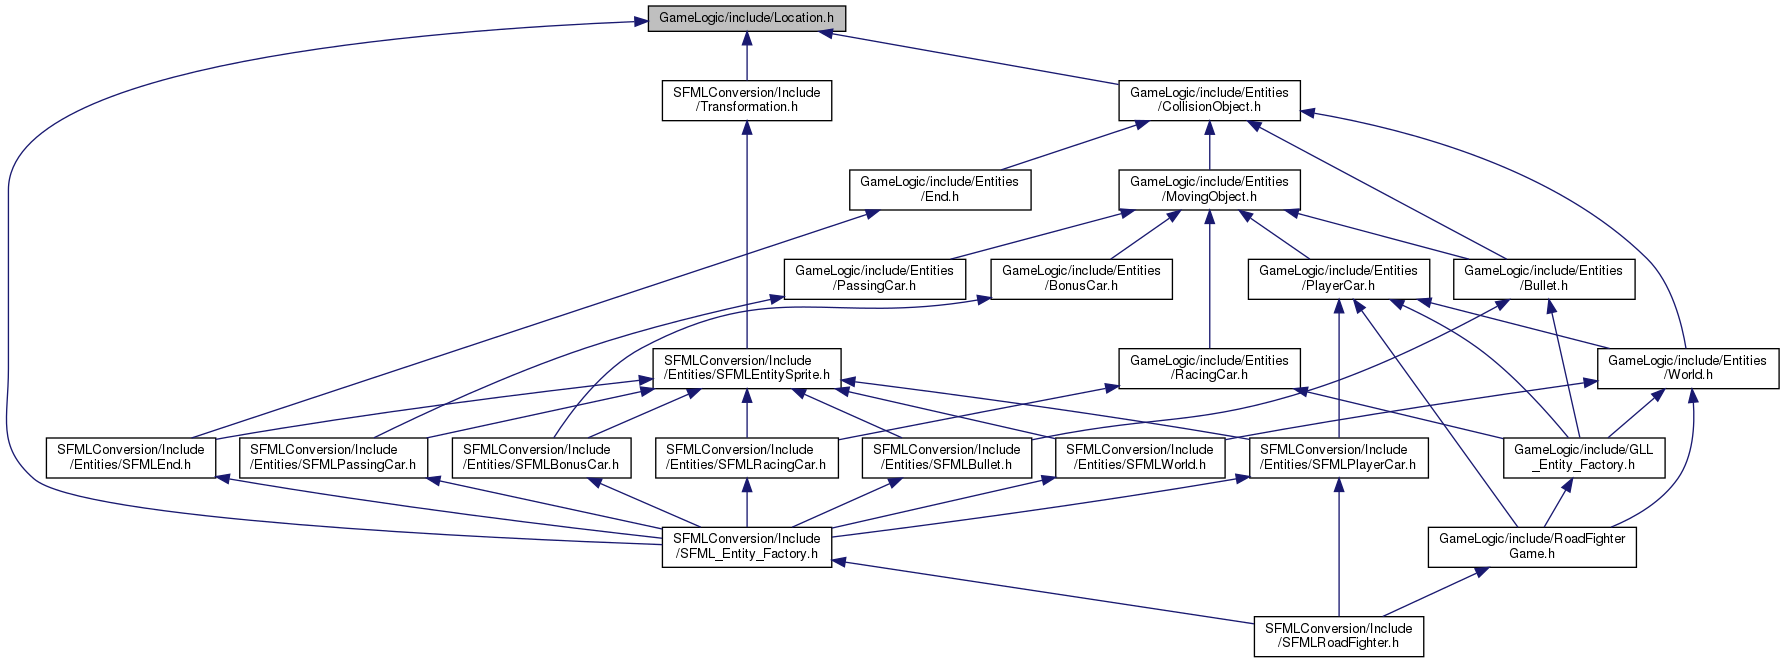 GameLogic/include/Location.h
SFMLConversion/Include
/Transformation.h
GameLogic/include/Entities
/CollisionObject.h
GameLogic/include/Entities
/End.h
GameLogic/include/Entities
/MovingObject.h
GameLogic/include/Entities
/PassingCar.h
GameLogic/include/Entities
/BonusCar.h
GameLogic/include/Entities
/PlayerCar.h
GameLogic/include/Entities
/Bullet.h
SFMLConversion/Include
/Entities/SFMLEntitySprite.h
GameLogic/include/Entities
/RacingCar.h
GameLogic/include/Entities
/World.h
SFMLConversion/Include
/Entities/SFMLEnd.h
SFMLConversion/Include
/Entities/SFMLPassingCar.h
SFMLConversion/Include
/Entities/SFMLBonusCar.h
SFMLConversion/Include
/Entities/SFMLRacingCar.h
SFMLConversion/Include
/Entities/SFMLBullet.h
SFMLConversion/Include
/Entities/SFMLWorld.h
SFMLConversion/Include
/Entities/SFMLPlayerCar.h
GameLogic/include/GLL
_Entity_Factory.h
SFMLConversion/Include
/SFML_Entity_Factory.h
GameLogic/include/RoadFighter
Game.h
SFMLConversion/Include
/SFMLRoadFighter.h